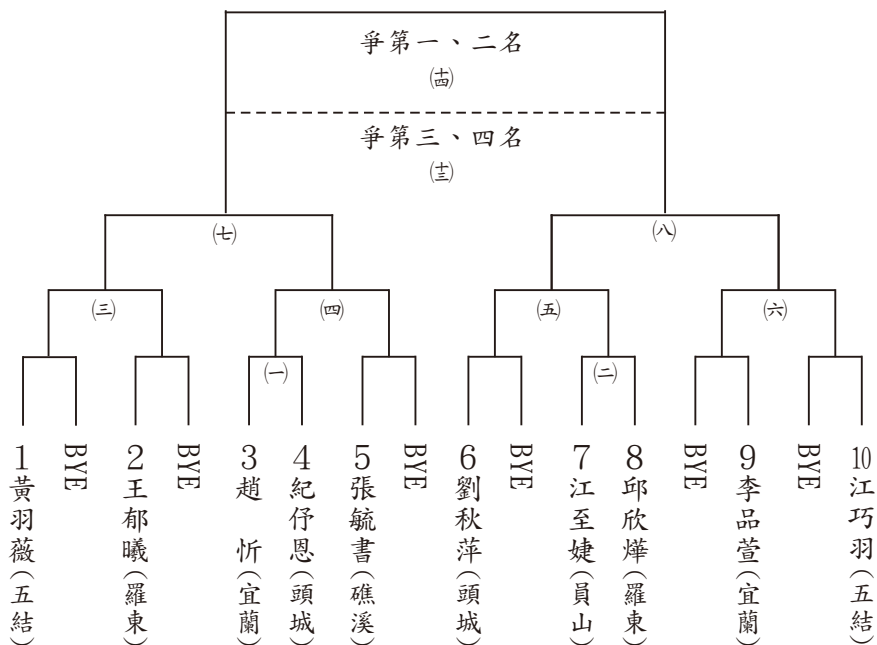 爭第一、二名
㈩四
爭第三、四名
㈩三
㈦
㈧
㈢
㈣
㈤
㈥
㈠
㈡
1黃羽薇(五結)
BYE
2王郁曦(羅東)
BYE
3趙 忻(宜蘭)
4紀伃恩(頭城)
5張毓書(礁溪)
BYE
6劉秋萍(頭城)
BYE
7江至婕(員山)
8邱欣燁(羅東)
BYE
9李品萱(宜蘭)
BYE
10江巧羽(五結)